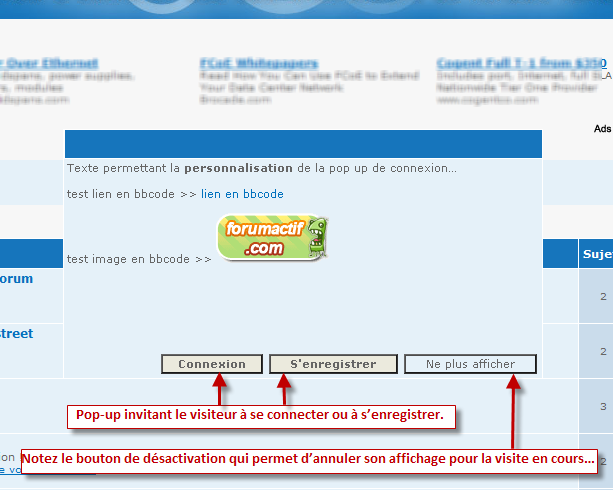 r Over Ethernet
FCoE Whitepapers
Cogent Full T-1 from $350
dspans, power supplies,
Read How You Can Use FCoE to Extend
Includes port, Internet, full SLA
s, modules
Your Data Center Network
Nationwide Tier One Provider
dspans.com
Brocade.com
www.cogentco.com
Ads
Texte permettant la personnalisation de la pop up de connexion...
test lien en bbcode >> lien en bbcode
forumactif
.com
test image en bbcode >>
Suje
orum
2
street
2
3
2
Connexion
S'enregistrer
Ne plus afficher
Pop-up invitant le visiteur à se connecter ou à s’enregistrer.
Notez le bouton de désactivation qui permet d’annuler son affichage pour la visite en cours...